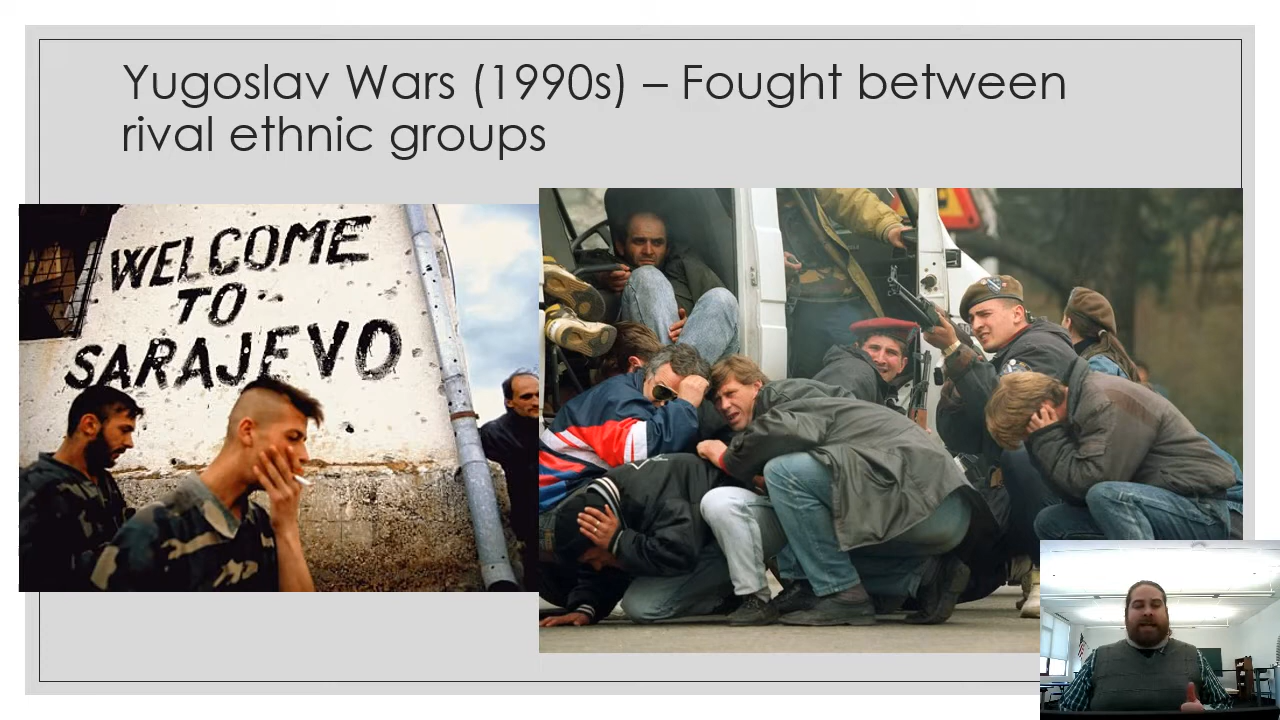 Yugoslav Wars (1990s) – Fought between
rival ethnic groups
WELCOME
TO
SARAJEVO